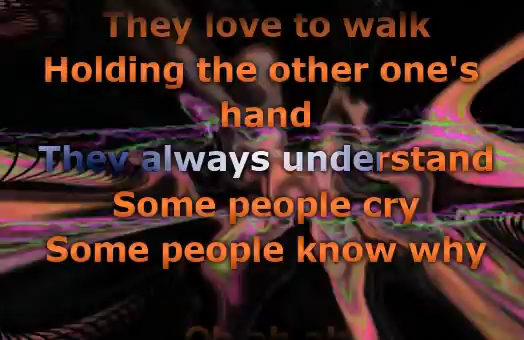 They love to walk
Holding the other one's
hand
They always understand
Some people cry
Some people know why